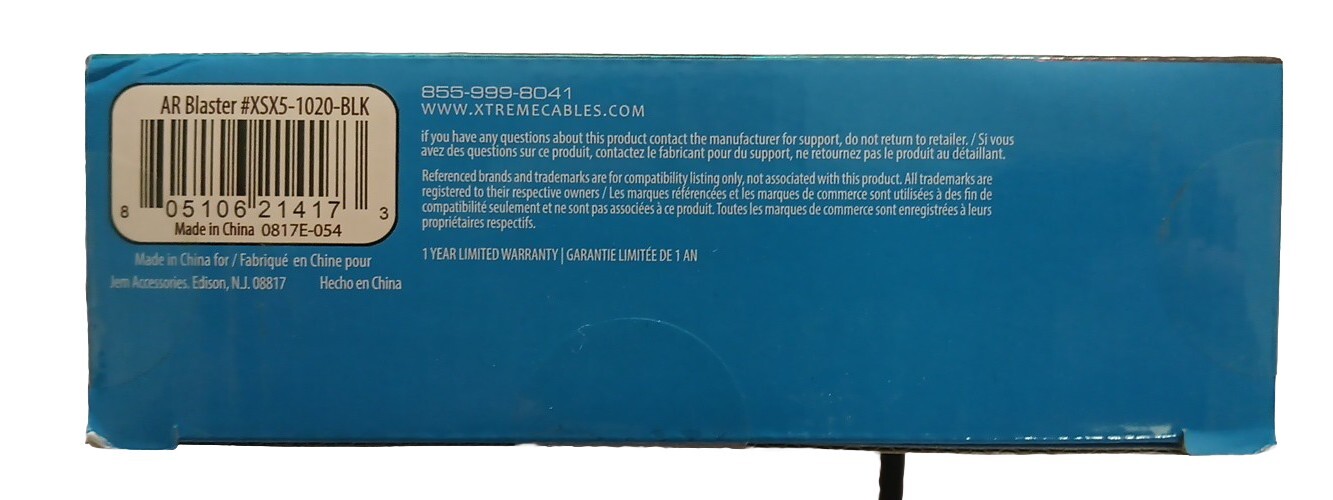 AR Blaster #XSX5-1020-BLK
8 05106 21417 3
Made in China 0817E-054
Made in China for / Fabriqué en Chine pour
Jem Accessories. Edison, N.J. 08817 Hecho en China
855-999-8041
WWW.XTREMECABLES.COM
if you have any questions about this product contact the manufacturer for support, do not return to retailer. / Si vous
avez des questions sur ce produit, contactez le fabricant pour du support, ne retournez pas le produit au détaillant.
Referenced brands and trademarks are for compatibility listing only, not associated with this product. All trademarks are
registered to their respective owners / Les marques référencées et les marques de commerce sont utilisées à des fin de
compatibilité seulement et ne sont pas associées à ce produit. Toutes les marques de commerce sont enregistrées à leurs
propriétaires respectifs.
1 YEAR LIMITED WARRANTY | GARANTIE LIMITÉE DE 1 AN